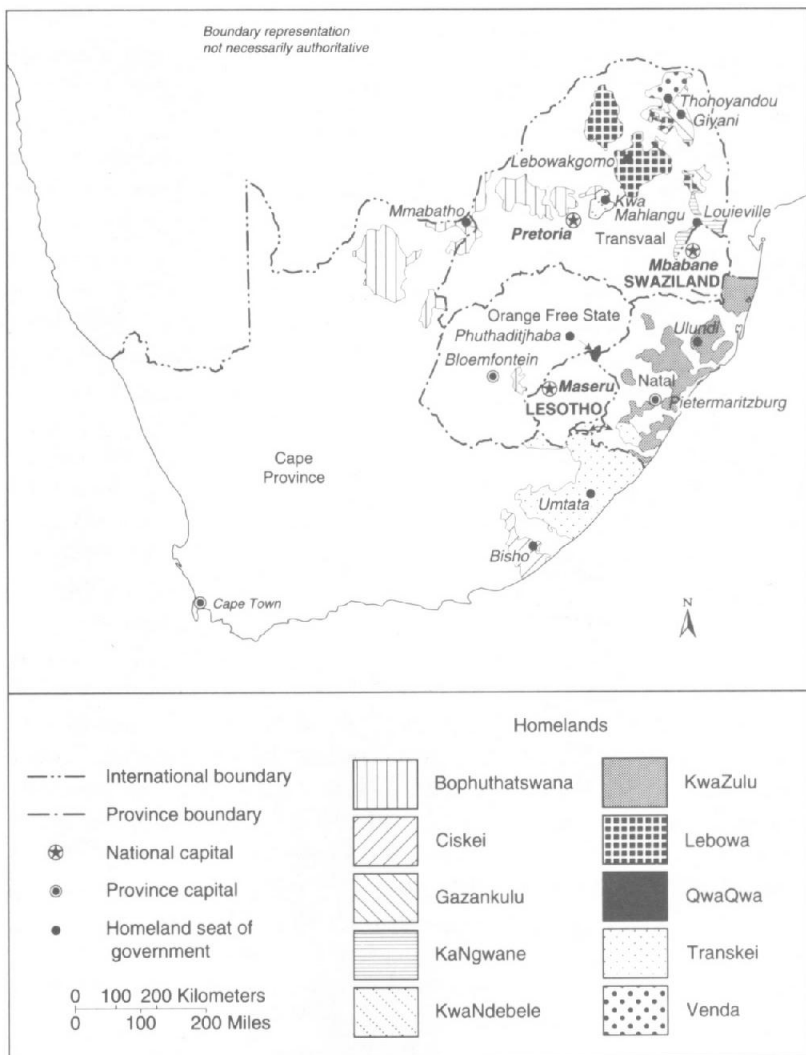 Boundary representation
not necessarily authoritative
Thohoyandou
Giyani
Lebowakgomo
Kwa
Mahlangu
Mmabatho
Louieville
Pretoria
Transvaal
Mbabane
SWAZILAND
Orange Free State
Phuthaditjhaba
Ulundi
Bloemfontein
Maseru
Natal
LESOTHO
Pietermaritzburg
Cape
Province
Umtata
Bisho
Cape Town
N
Homelands
International boundary
Province boundary
National capital
Province capital
Homeland seat of
government
0 100 200 Kilometers
0 100 200 Miles
Bophuthatswana
Ciskei
Gazankulu
KaNgwane
KwaNdebele
KwaZulu
Lebowa
QwaQwa
Transkei
Venda